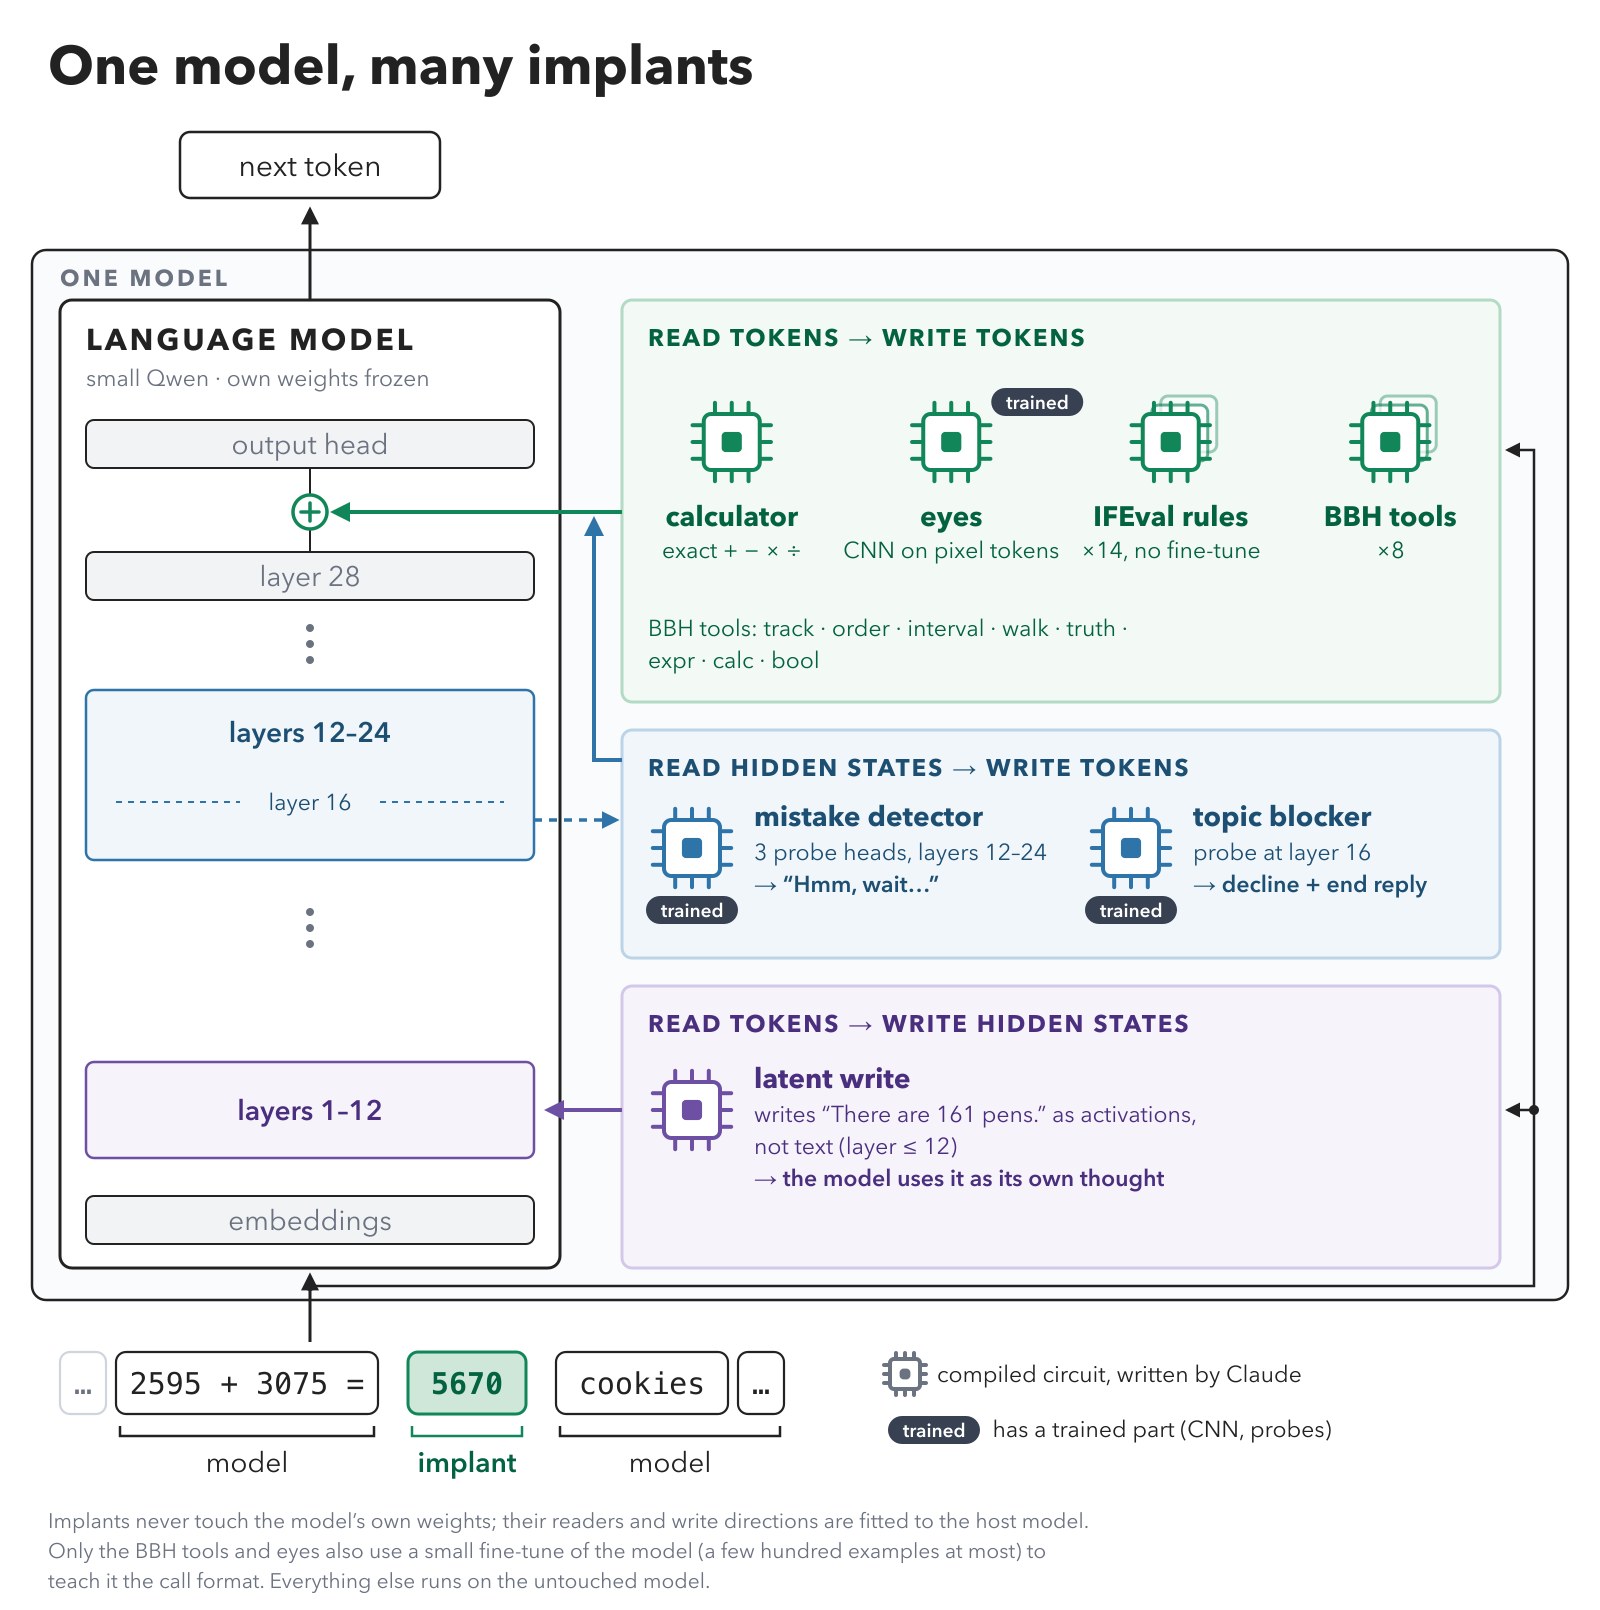 One model, many implants
next token
ONE MODEL
LANGUAGE MODEL
small Qwen · own weights frozen
output head
layer 28
layers 12–24
layer 16
layers 1–12
embeddings
READ TOKENS → WRITE TOKENS
trained
calculator
exact + − × ÷
eyes
CNN on pixel tokens
IFEval rules
×14, no fine-tune
BBH tools
×8
BBH tools: track · order · interval · walk · truth ·
expr · calc · bool
READ HIDDEN STATES → WRITE TOKENS
mistake detector
3 probe heads, layers 12–24
→ “Hmm, wait…”
trained
topic blocker
probe at layer 16
→ decline + end reply
trained
READ TOKENS → WRITE HIDDEN STATES
latent write
writes “There are 161 pens.” as activations,
not text (layer ≤ 12)
→ the model uses it as its own thought
… 2595 + 3075 = 5670 cookies …
model implant model
compiled circuit, written by Claude
trained has a trained part (CNN, probes)
Implants never touch the model’s own weights; their readers and write directions are fitted to the host model.
Only the BBH tools and eyes also use a small fine-tune of the model (a few hundred examples at most) to
teach it the call format. Everything else runs on the untouched model.